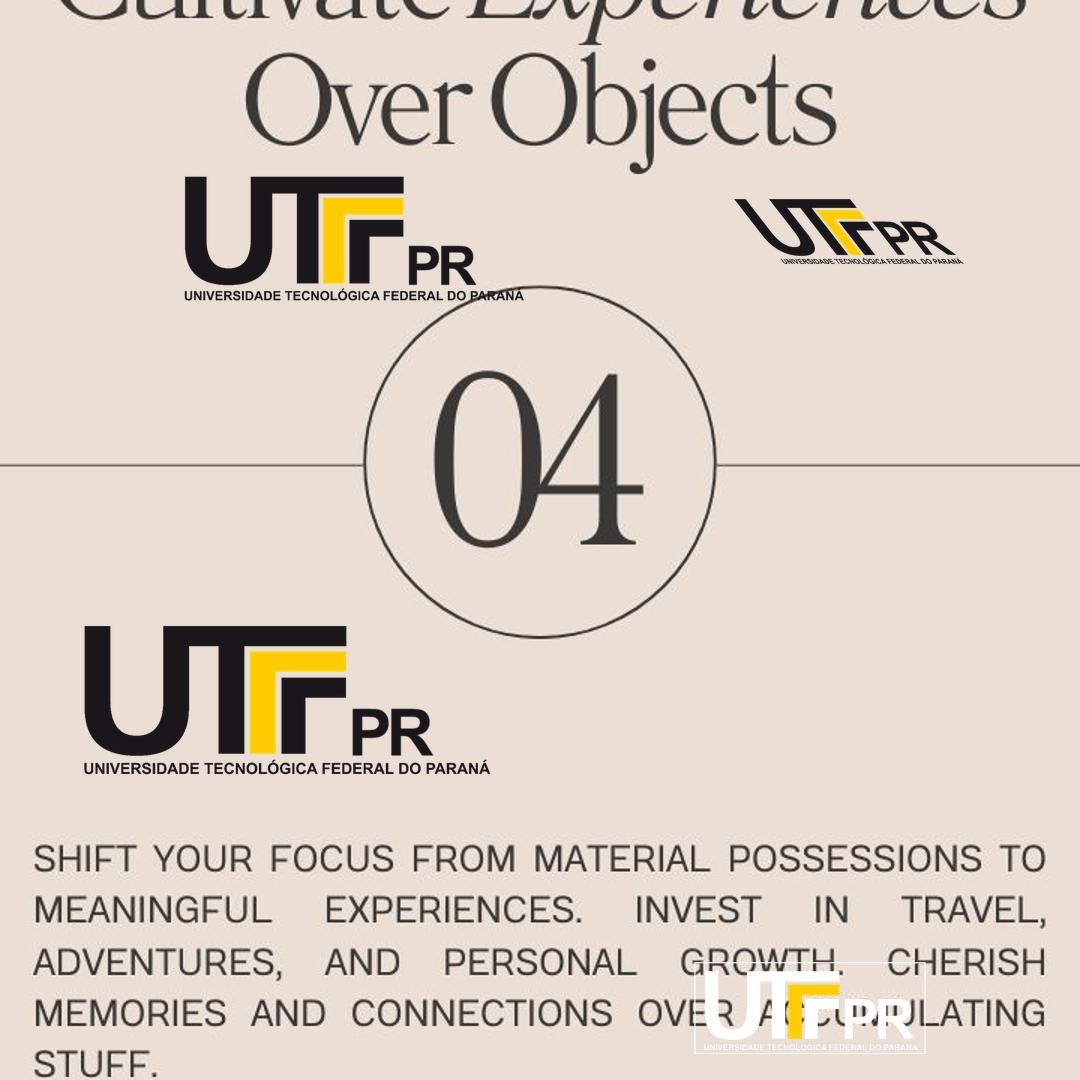 Cultivate Experiences
Over Objects
UTFPR
UNIVERSIDADE TECNOLÓGICA FEDERAL DO PARANÁ
UTFPR
UNIVERSIDADE TECNOLÓGICA FEDERAL DO PARANÁ
04
UTFPR
UNIVERSIDADE TECNOLÓGICA FEDERAL DO PARANÁ
SHIFT YOUR FOCUS FROM MATERIAL POSSESSIONS TO
MEANINGFUL EXPERIENCES. INVEST IN TRAVEL,
ADVENTURES, AND PERSONAL GROWTH. CHERISH
MEMORIES AND CONNECTIONS OVER ACCUMULATING
STUFF.
UTFPR
UNIVERSIDADE TECNOLÓGICA FEDERAL DO PARANÁ